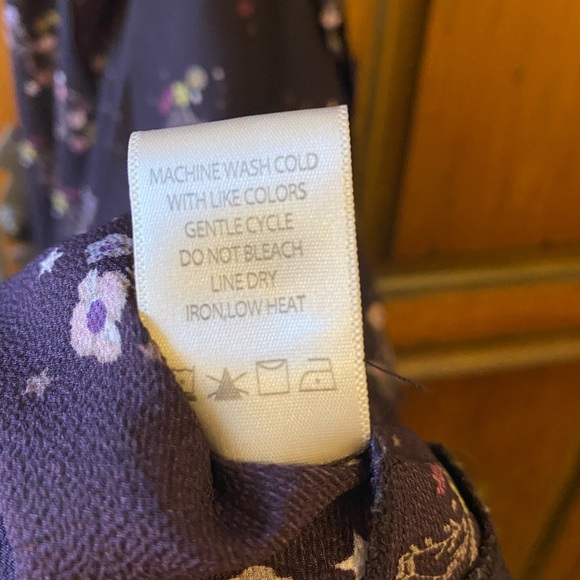 MACHINE WASH COLD
WITH LIKE COLORS
GENTLE CYCLE
DO NOT BLEACH
LINE DRY
IRON,LOW HEAT